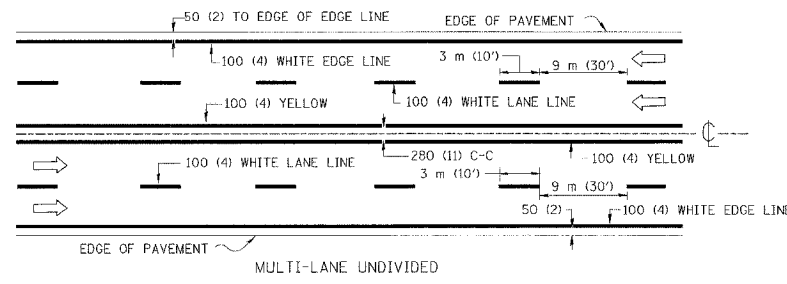 50 (2) TO EDGE OF EDGE LINE
EDGE OF PAVEMENT
100 (4) WHITE EDGE LINE
3 m (10')
9 m (30')
100 (4) YELLOW
100 (4) WHITE LANE LINE
℄
100 (4) WHITE LANE LINE
280 (11) C-C
100 (4) YELLOW
3 m (10')
9 m (30')
50 (2)
100 (4) WHITE EDGE LINE
EDGE OF PAVEMENT
MULTI-LANE UNDIVIDED